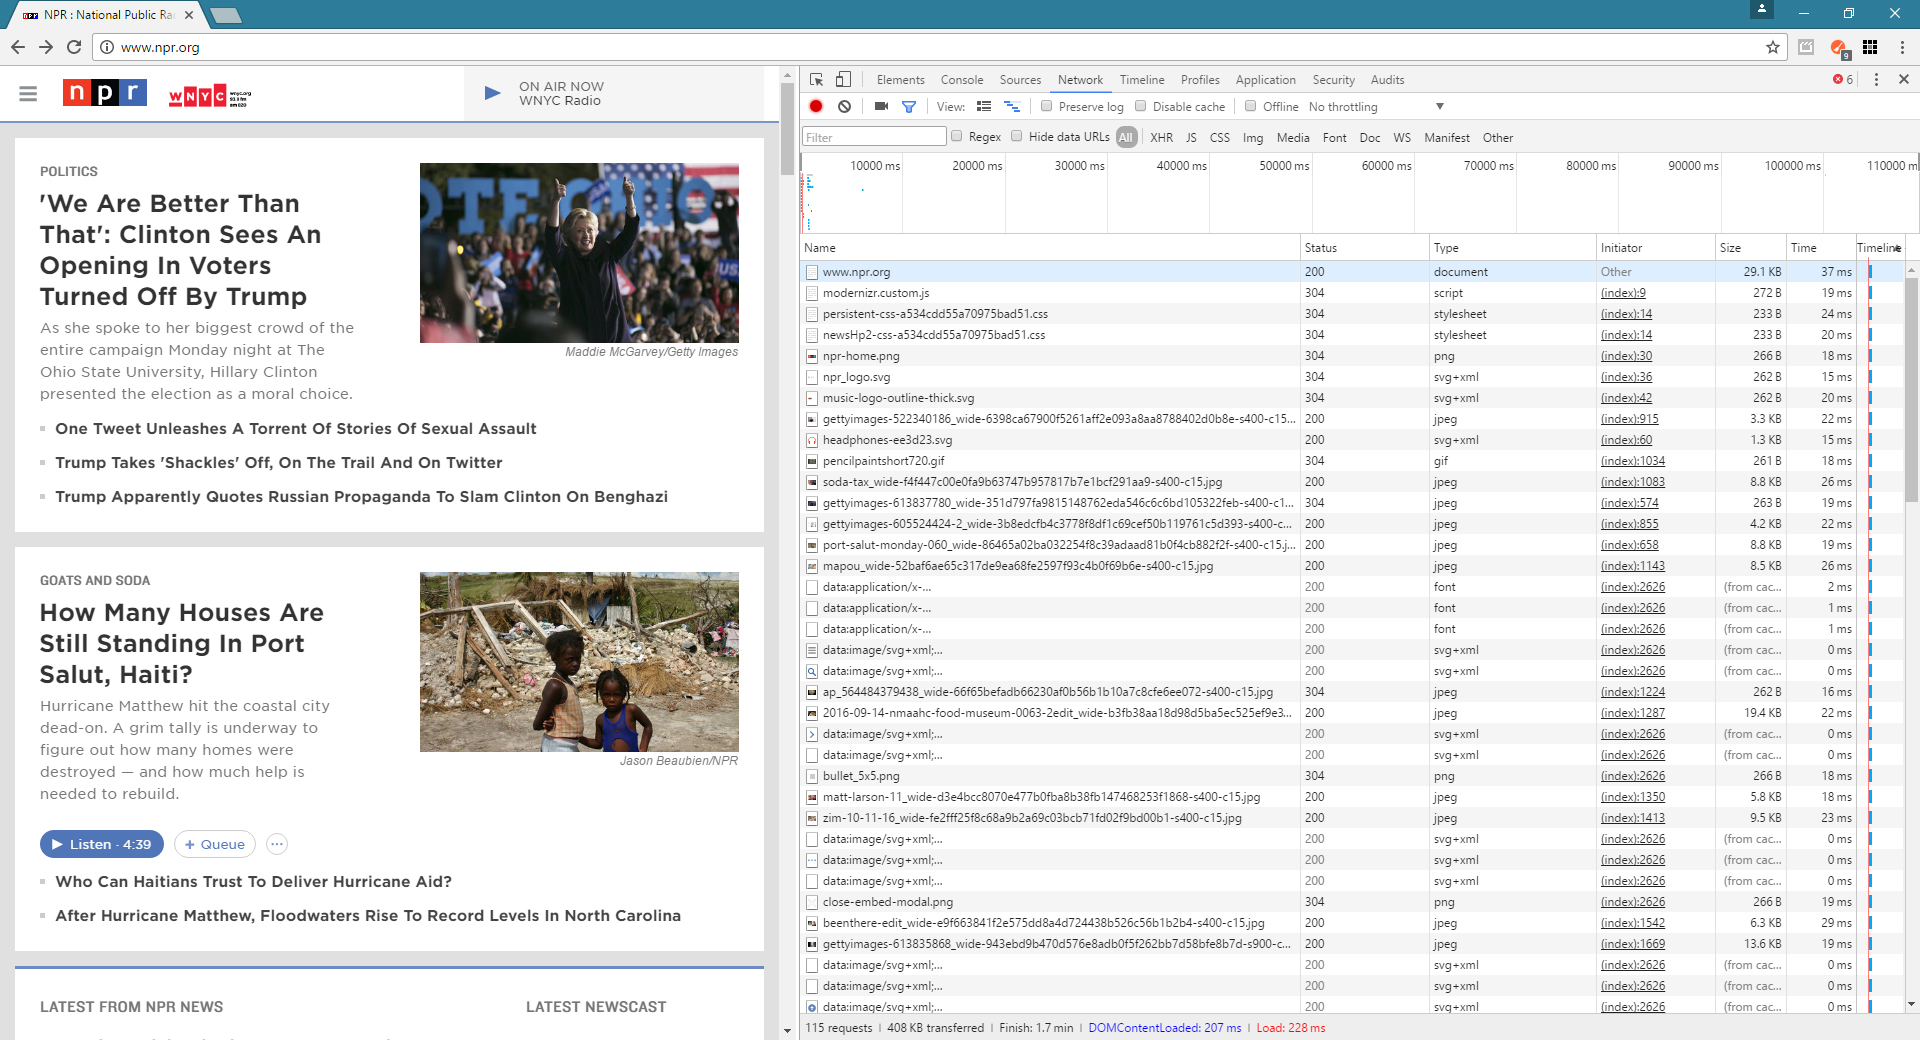 NPR : National Public Ra
www.npr.org
npr
WNYC
wnyc.org
93.9 fm
am 820
ON AIR NOW
WNYC Radio
POLITICS
'We Are Better Than
That': Clinton Sees An
Opening In Voters
Turned Off By Trump
As she spoke to her biggest crowd of the
entire campaign Monday night at The
Ohio State University, Hillary Clinton
presented the election as a moral choice.
VOTE OHIO
Maddie McGarvey/Getty Images
One Tweet Unleashes A Torrent Of Stories Of Sexual Assault
Trump Takes 'Shackles' Off, On The Trail And On Twitter
Trump Apparently Quotes Russian Propaganda To Slam Clinton On Benghazi
GOATS AND SODA
How Many Houses Are
Still Standing In Port
Salut, Haiti?
Hurricane Matthew hit the coastal city
dead-on. A grim tally is underway to
figure out how many homes were
destroyed — and how much help is
needed to rebuild.
Jason Beaubien/NPR
Listen · 4:39 + Queue ···
Who Can Haitians Trust To Deliver Hurricane Aid?
After Hurricane Matthew, Floodwaters Rise To Record Levels In North Carolina
LATEST FROM NPR NEWS LATEST NEWSCAST
9
Elements Console Sources Network Timeline Profiles Application Security Audits 6
View: Preserve log Disable cache Offline No throttling
Filter Regex Hide data URLs All XHR JS CSS Img Media Font Doc WS Manifest Other
10000 ms 20000 ms 30000 ms 40000 ms 50000 ms 60000 ms 70000 ms 80000 ms 90000 ms 100000 ms 110000 m
Name Status Type Initiator Size Time Timeline
www.npr.org 200 document Other 29.1 KB 37 ms
modernizr.custom.js 304 script (index):9 272 B 19 ms
persistent-css-a534cdd55a70975bad51.css 304 stylesheet (index):14 233 B 24 ms
newsHp2-css-a534cdd55a70975bad51.css 304 stylesheet (index):14 233 B 20 ms
npr-home.png 304 png (index):30 266 B 18 ms
npr_logo.svg 304 svg+xml (index):36 262 B 15 ms
music-logo-outline-thick.svg 304 svg+xml (index):42 262 B 20 ms
gettyimages-522340186_wide-6398ca67900f5261aff2e093a8aa8788402d0b8e-s400-c15... 200 jpeg (index):915 3.3 KB 22 ms
headphones-ee3d23.svg 200 svg+xml (index):60 1.3 KB 15 ms
pencilpaintshort720.gif 304 gif (index):1034 261 B 18 ms
soda-tax_wide-f4f447c00e0fa9b63747b957817b7e1bcf291aa9-s400-c15.jpg 200 jpeg (index):1083 8.8 KB 26 ms
gettyimages-613837780_wide-351d797fa9815148762eda546c6c6bd105322feb-s400-c1... 304 jpeg (index):574 263 B 19 ms
gettyimages-605524424-2_wide-3b8edcfb4c3778f8df1c69cef50b119761c5d393-s400-c... 200 jpeg (index):855 4.2 KB 22 ms
port-salut-monday-060_wide-86465a02ba032254f8c39adaad81b0f4cb882f2f-s400-c15.j... 200 jpeg (index):658 8.8 KB 19 ms
mapou_wide-52baf6ae65c317de9ea68fe2597f93c4b0f69b6e-s400-c15.jpg 200 jpeg (index):1143 8.5 KB 26 ms
data:application/x-... 200 font (index):2626 (from cac... 2 ms
data:application/x-... 200 font (index):2626 (from cac... 1 ms
data:application/x-... 200 font (index):2626 (from cac... 1 ms
data:image/svg+xml;... 200 svg+xml (index):2626 (from cac... 0 ms
data:image/svg+xml;... 200 svg+xml (index):2626 (from cac... 0 ms
ap_564484379438_wide-66f65befadb66230af0b56b1b10a7c8cfe6ee072-s400-c15.jpg 304 jpeg (index):1224 262 B 16 ms
2016-09-14-nmaahc-food-museum-0063-2edit_wide-b3fb38aa18d98d5ba5ec525ef9e3... 200 jpeg (index):1287 19.4 KB 22 ms
data:image/svg+xml;... 200 svg+xml (index):2626 (from cac... 0 ms
data:image/svg+xml;... 200 svg+xml (index):2626 (from cac... 0 ms
bullet_5x5.png 304 png (index):2626 266 B 18 ms
matt-larson-11_wide-d3e4bcc8070e477b0fba8b38fb147468253f1868-s400-c15.jpg 200 jpeg (index):1350 5.8 KB 18 ms
zim-10-11-16_wide-fe2fff25f8c68a9b2a69c03bcb71fd02f9bd00b1-s400-c15.jpg 200 jpeg (index):1413 9.5 KB 23 ms
data:image/svg+xml;... 200 svg+xml (index):2626 (from cac... 0 ms
data:image/svg+xml;... 200 svg+xml (index):2626 (from cac... 0 ms
data:image/svg+xml;... 200 svg+xml (index):2626 (from cac... 0 ms
close-embed-modal.png 304 png (index):2626 266 B 19 ms
beenthere-edit_wide-e9f663841f2e575dd8a4d724438b526c56b1b2b4-s400-c15.jpg 200 jpeg (index):1542 6.3 KB 29 ms
gettyimages-613835868_wide-943ebd9b470d576e8adb0f5f262bb7d58bfe8b7d-s900-c... 200 jpeg (index):1669 13.6 KB 19 ms
data:image/svg+xml;... 200 svg+xml (index):2626 (from cac... 0 ms
data:image/svg+xml;... 200 svg+xml (index):2626 (from cac... 0 ms
data:image/svg+xml;... 200 svg+xml (index):2626 (from cac... 0 ms
115 requests | 408 KB transferred | Finish: 1.7 min | DOMContentLoaded: 207 ms | Load: 228 ms